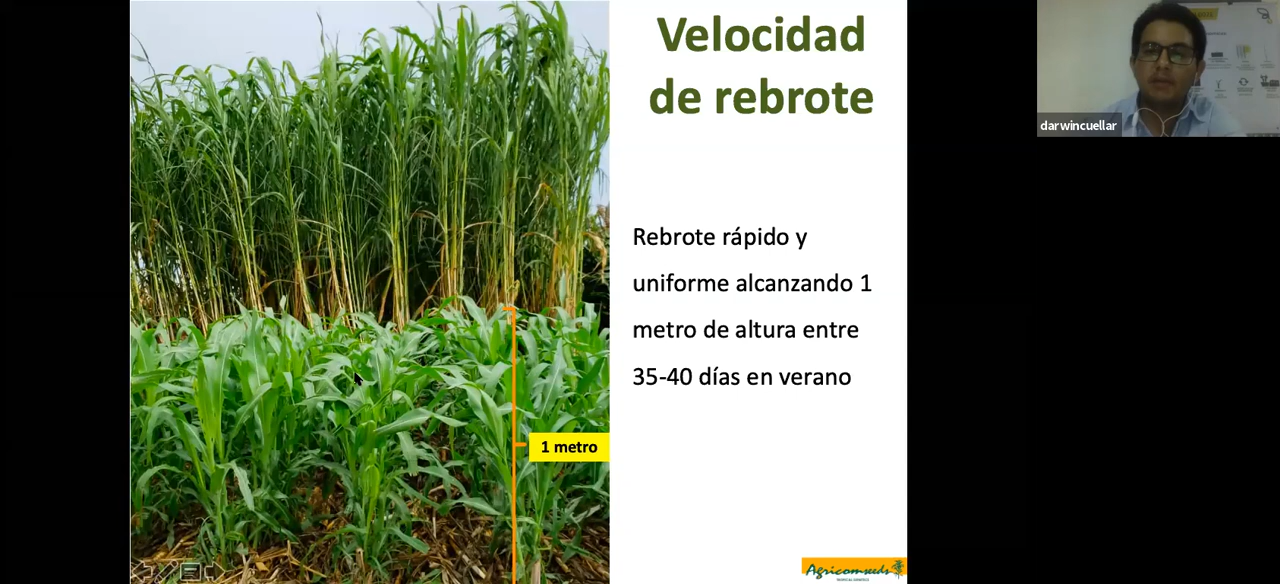 Velocidad
de rebrote
Rebrote rápido y
uniforme alcanzando 1
metro de altura entre
35-40 días en verano
1 metro
Agricomseeds
darwincuellar